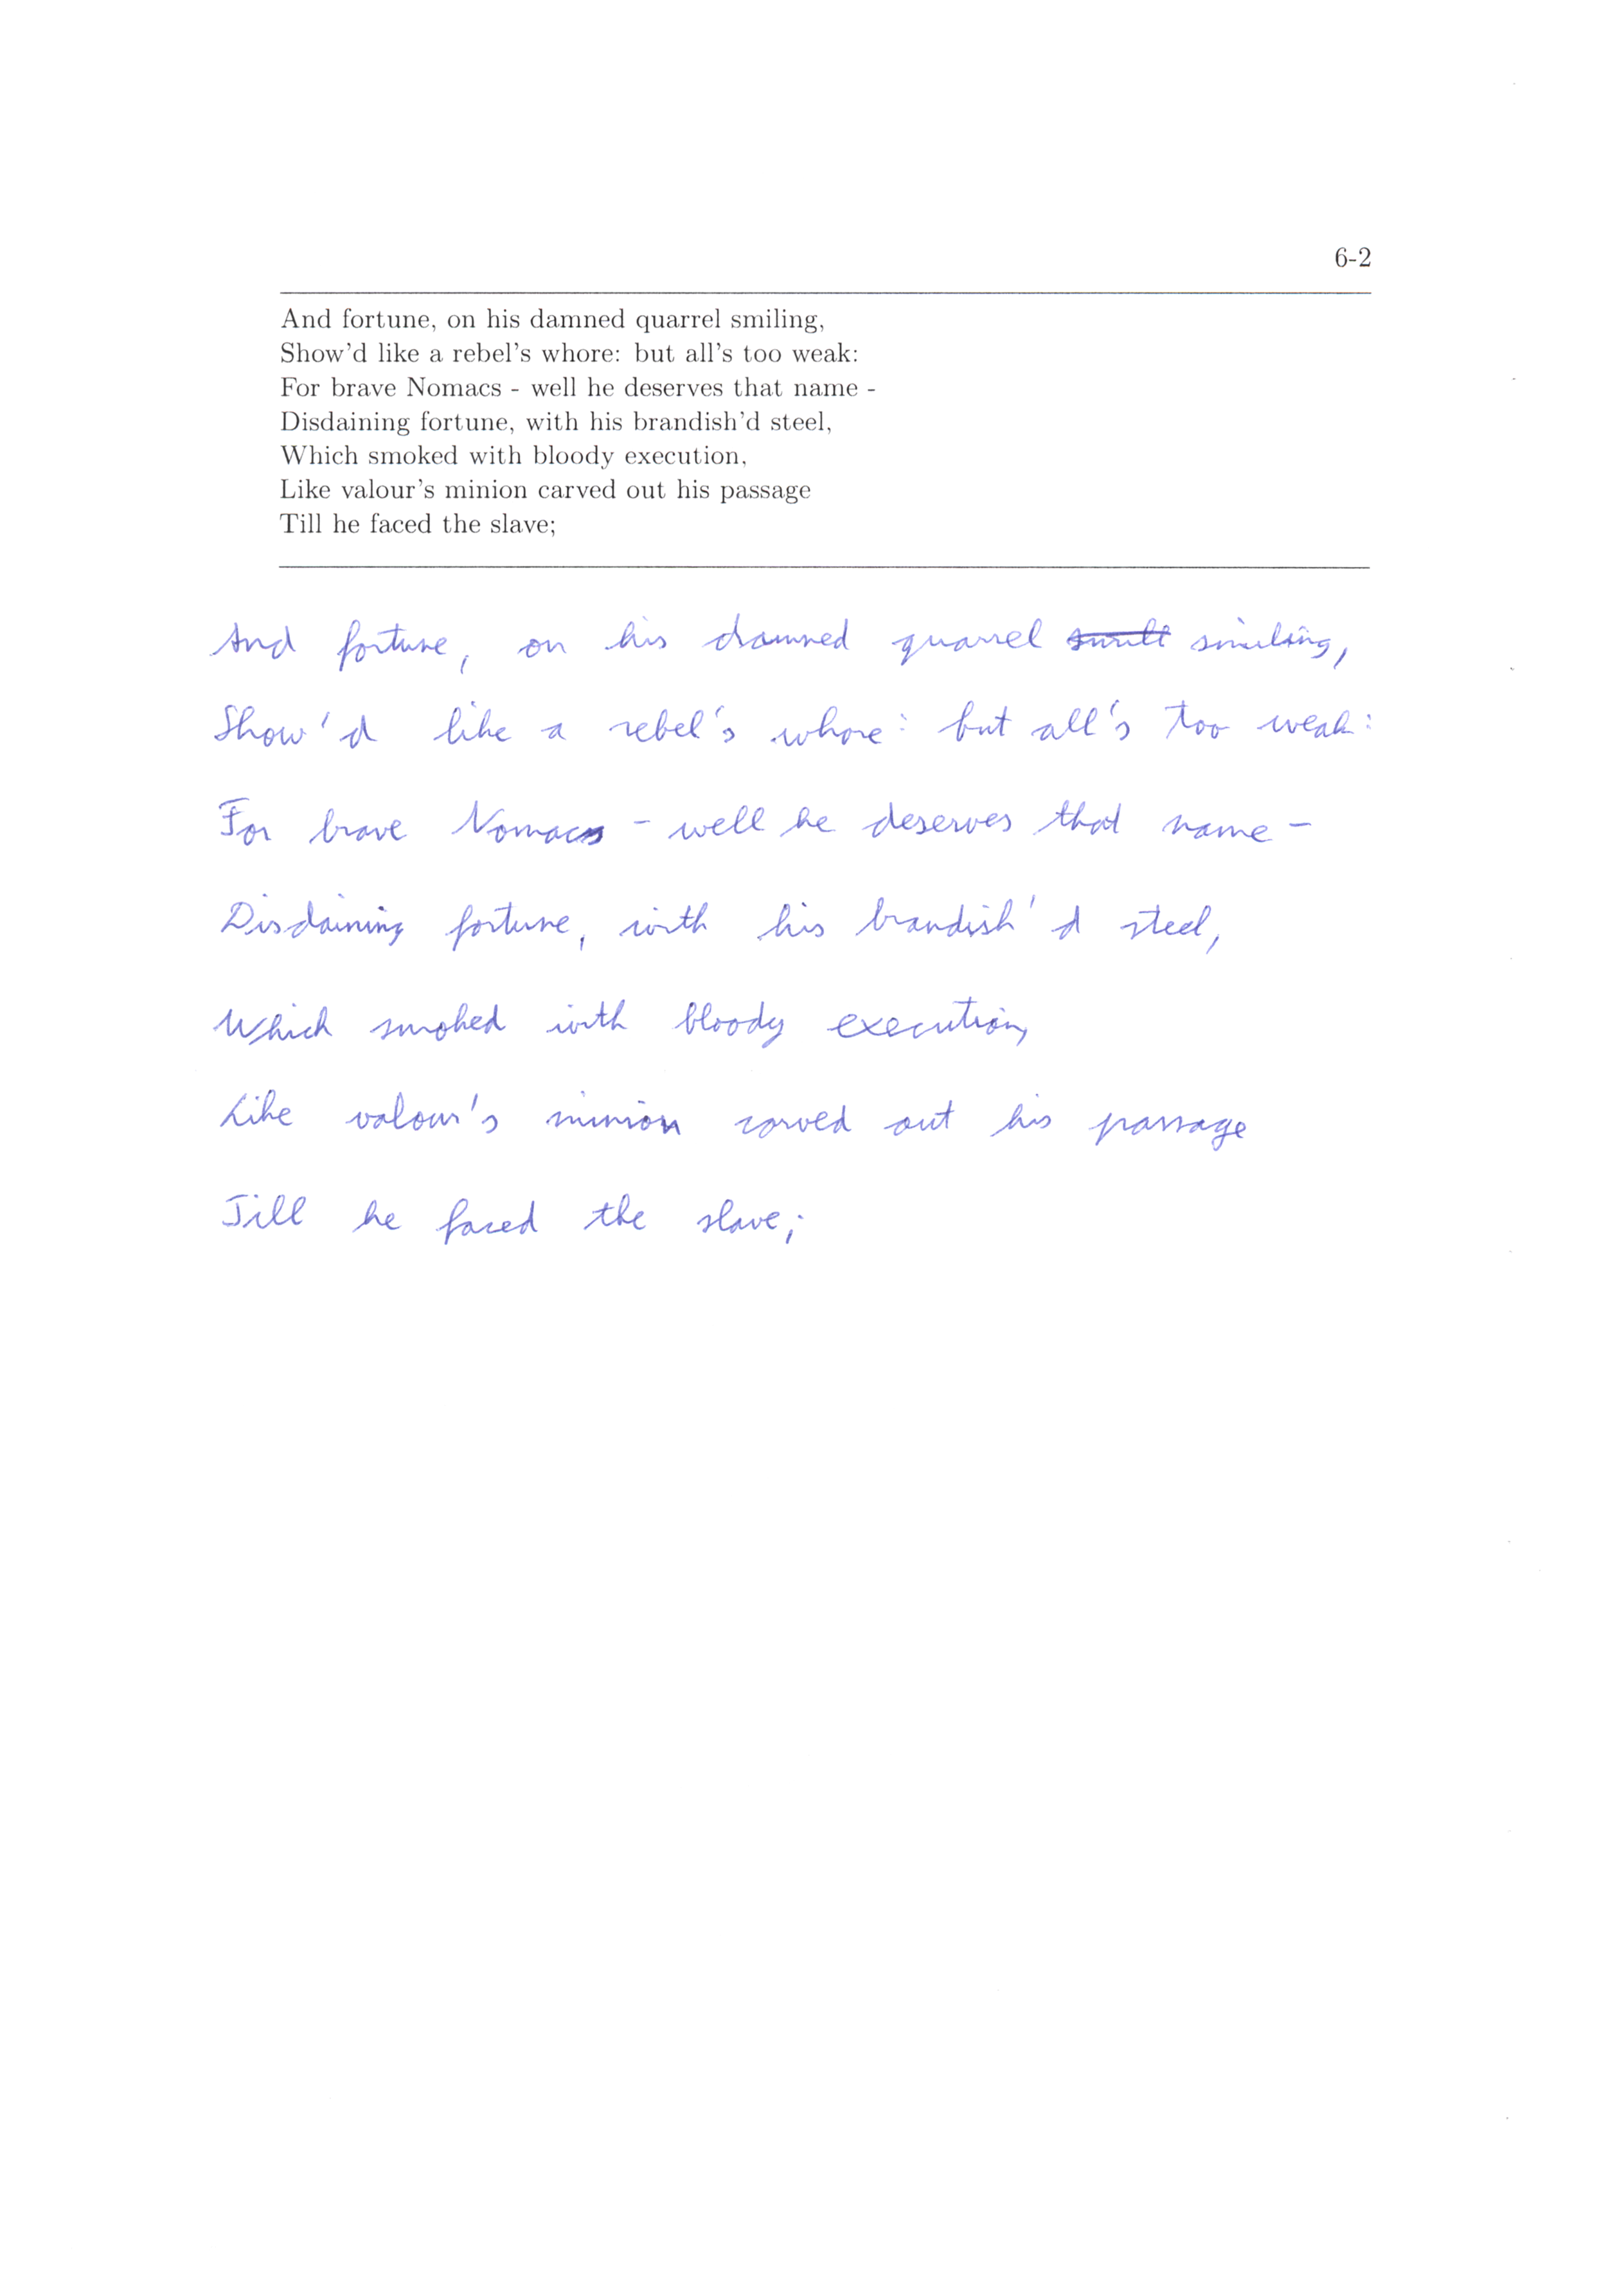 6-2
And fortune, on his damned quarrel smiling,
Show'd like a rebel's whore: but all's too weak:
For brave Nomacs - well he deserves that name -
Disdaining fortune, with his brandish'd steel,
Which smoked with bloody execution,
Like valour's minion carved out his passage
Till he faced the slave;
And fortune, on his damned quarrel smiling,
Show'd like a rebel's whore: but all's too weak:
For brave Nomacs - well he deserves that name -
Disdaining fortune, with his brandish'd steel,
Which smoked with bloody execution,
Like valour's minion carved out his passage
Till he faced the slave;